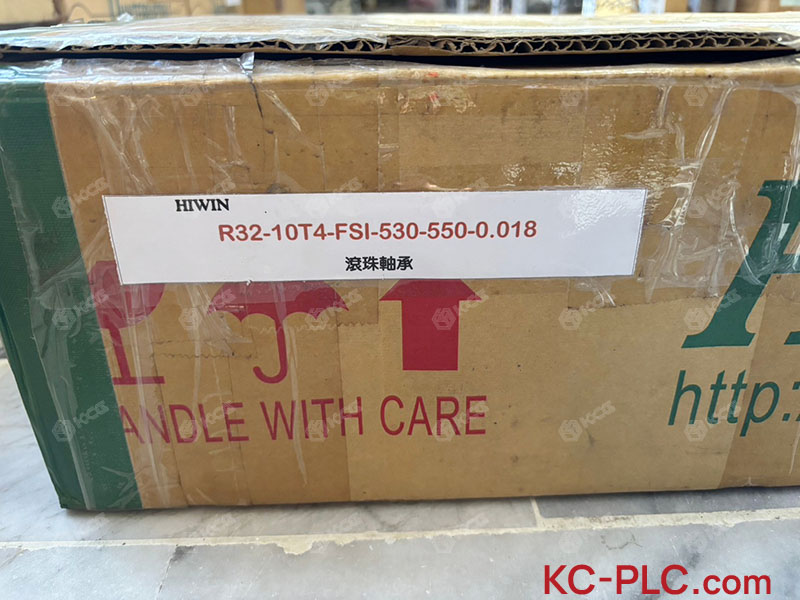 HIWIN
R32-10T4-FSI-530-550-0.018
滾珠軸承
ANDLE WITH CARE
http:
KC-PLC.com